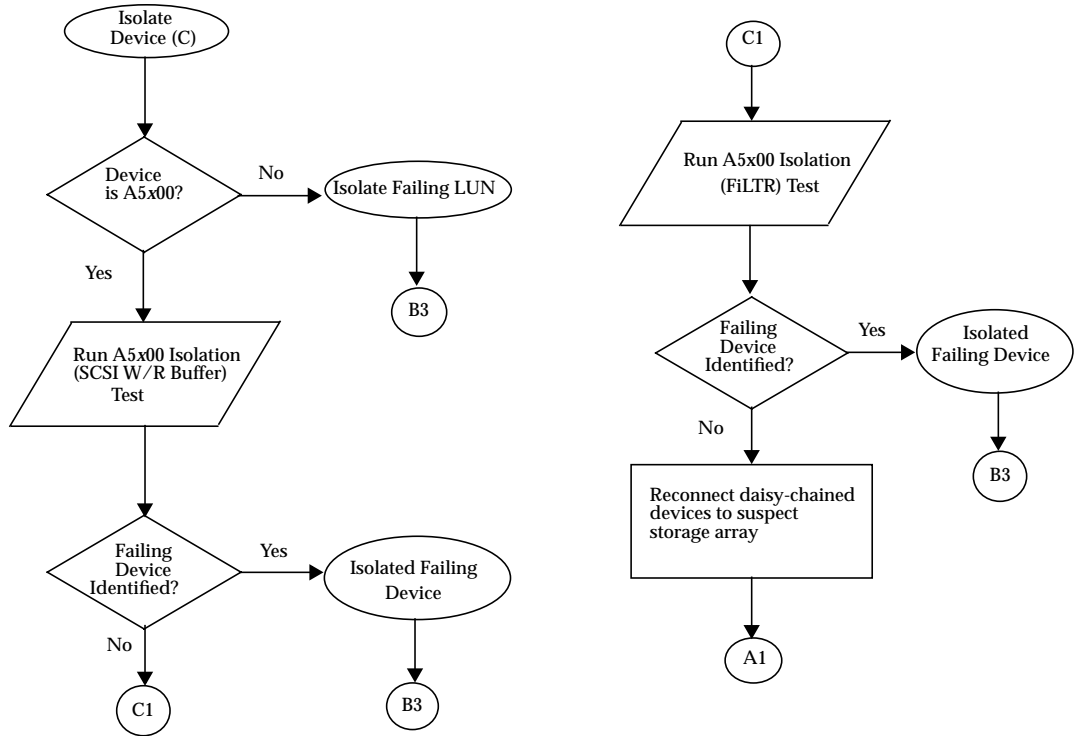 Isolate
Device (C)
Device
is A5x00?
No
Isolate Failing LUN
B3
Yes
Run A5x00 Isolation
(SCSI W/R Buffer)
Test
Failing
Device
Identified?
Yes
Isolated Failing
Device
B3
No
C1
C1
Run A5x00 Isolation
(FiLTR) Test
Failing
Device
Identified?
Yes
Isolated
Failing Device
B3
No
Reconnect daisy-chained
devices to suspect
storage array
A1